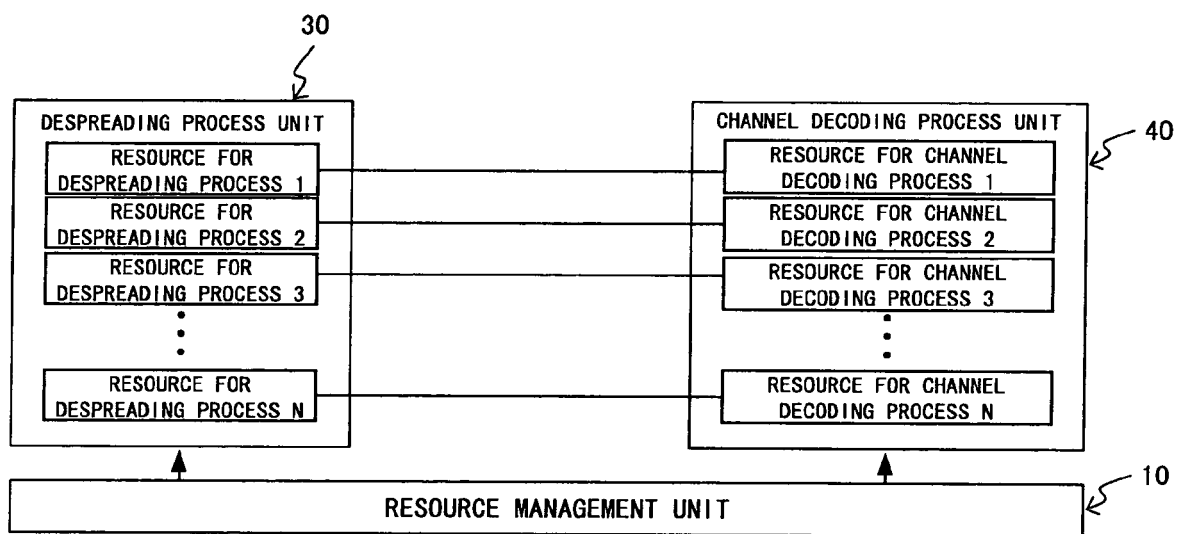 30
DESPREADING PROCESS UNIT
RESOURCE FOR
DESPREADING PROCESS 1
RESOURCE FOR
DESPREADING PROCESS 2
RESOURCE FOR
DESPREADING PROCESS 3
RESOURCE FOR
DESPREADING PROCESS N
CHANNEL DECODING PROCESS UNIT
40
RESOURCE FOR CHANNEL
DECODING PROCESS 1
RESOURCE FOR CHANNEL
DECODING PROCESS 2
RESOURCE FOR CHANNEL
DECODING PROCESS 3
RESOURCE FOR CHANNEL
DECODING PROCESS N
10
RESOURCE MANAGEMENT UNIT